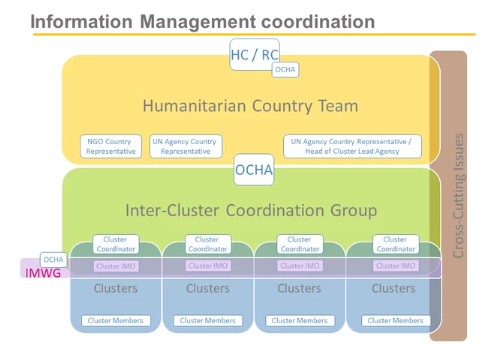 Information Management coordination
HC / RC
OCHA
Humanitarian Country Team
NGO Country
Representative
UN Agency Country
Representative
UN Agency Country Representative /
Head of Cluster Lead Agency
OCHA
Inter-Cluster Coordination Group
Cross-Cutting Issues
Cluster
Coordinator
Cluster
Coordinator
Cluster
Coordinator
Cluster
Coordinator
OCHA
IMWG
Cluster IMO
Cluster IMO
Cluster IMO
Cluster IMO
Clusters
Clusters
Clusters
Clusters
Cluster Members
Cluster Members
Cluster Members
Cluster Members